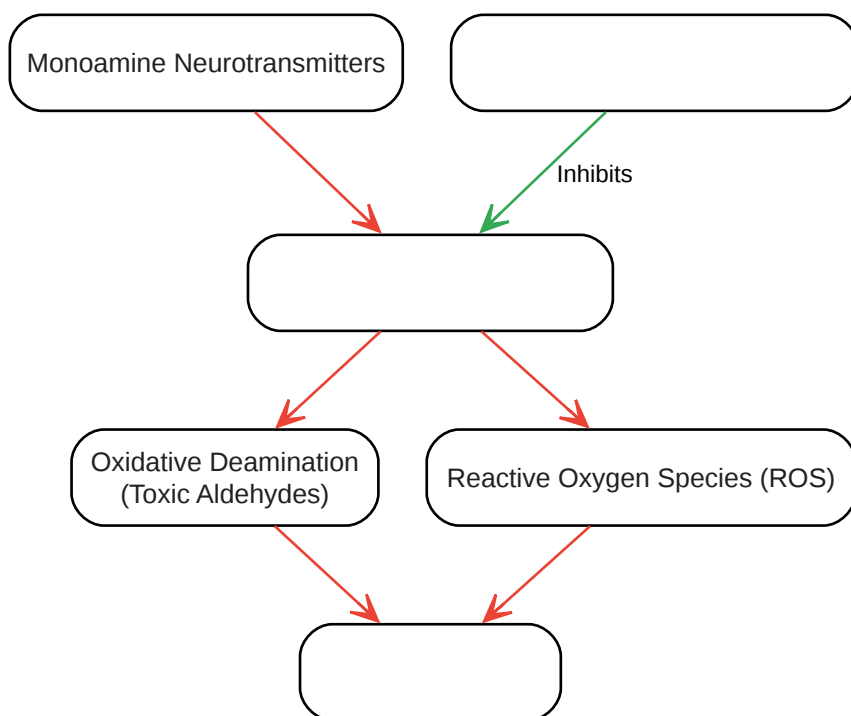 Monoamine Neurotransmitters
Inhibits
Oxidative Deamination
(Toxic Aldehydes)
Reactive Oxygen Species (ROS)